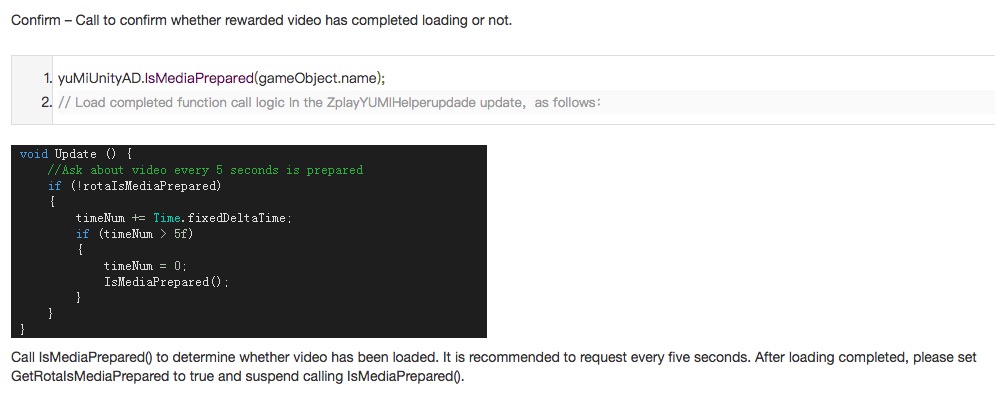 Confirm – Call to confirm whether rewarded video has completed loading or not.
1. yuMiUnityAD.IsMediaPrepared(gameObject.name);
2. // Load completed function call logic In the ZplayYUMIHelperupdade update，as follows：
void Update () {
//Ask about video every 5 seconds is prepared
if (!rotaIsMediaPrepared)
{
timeNum += Time.fixedDeltaTime;
if (timeNum > 5f)
{
timeNum = 0;
IsMediaPrepared();
}
}
}
Call IsMediaPrepared() to determine whether video has been loaded. It is recommended to request every five seconds. After loading completed, please set
GetRotaIsMediaPrepared to true and suspend calling IsMediaPrepared().